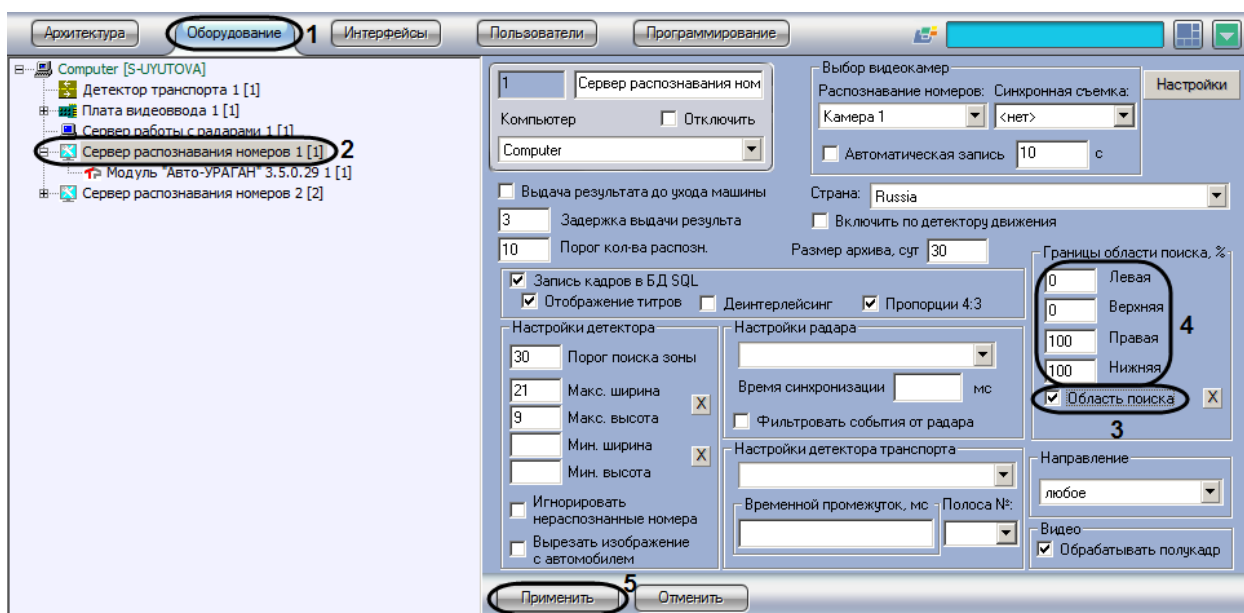 Архитектура Оборудование 1 Интерфейсы Пользователи Программирование
Computer [S-UYUTOVA]
Детектор транспорта 1 [1]
Плата видеоввода 1 [1]
Сервер работы с радарами 1 [1]
Сервер распознавания номеров 1 [1] 2
Модуль "Авто-УРАГАН" 3.5.0.29 1 [1]
Сервер распознавания номеров 2 [2]
1 Сервер распознавания ном
Компьютер Отключить
Computer
Выбор видеокамер
Распознавание номеров: Синхронная съемка:
Камера 1 <нет>
Автоматическая запись 10 с
Настройки
Выдача результата до ухода машины
3 Задержка выдачи результа
10 Порог кол-ва распозн.
Страна: Russia
Включить по детектору движения
Размер архива, сут 30
Запись кадров в БД SQL
Отображение титров Деинтерлейсинг Пропорции 4:3
Границы области поиска, %
0 Левая
0 Верхняя
100 Правая
100 Нижняя
4
Область поиска X
3
Настройки детектора
30 Порог поиска зоны
21 Макс. ширина
9 Макс. высота
X
Мин. ширина
Мин. высота
X
Игнорировать
нераспознанные номера
Вырезать изображение
с автомобилем
Настройки радара
Время синхронизации мс
Фильтровать события от радара
Настройки детектора транспорта
Временной промежуток, мс Полоса №:
Направление
любое
Видео
Обрабатывать полукадр
Применить 5 Отменить